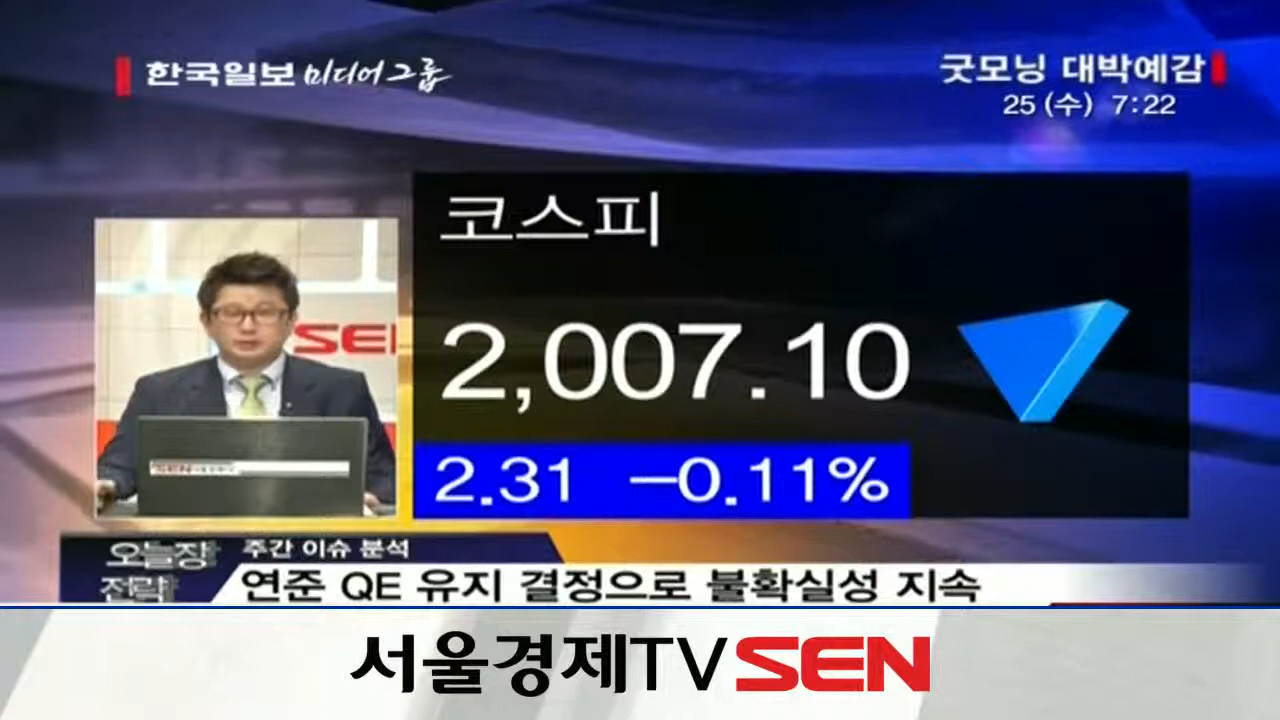 한국일보 미디어그룹
굿모닝 대박예감
25 (수) 7:22
코스피
2,007.10
2.31 -0.11%
SEN
오늘장
전략
주간 이슈 분석
연준 QE 유지 결정으로 불확실성 지속
서울경제TV SEN